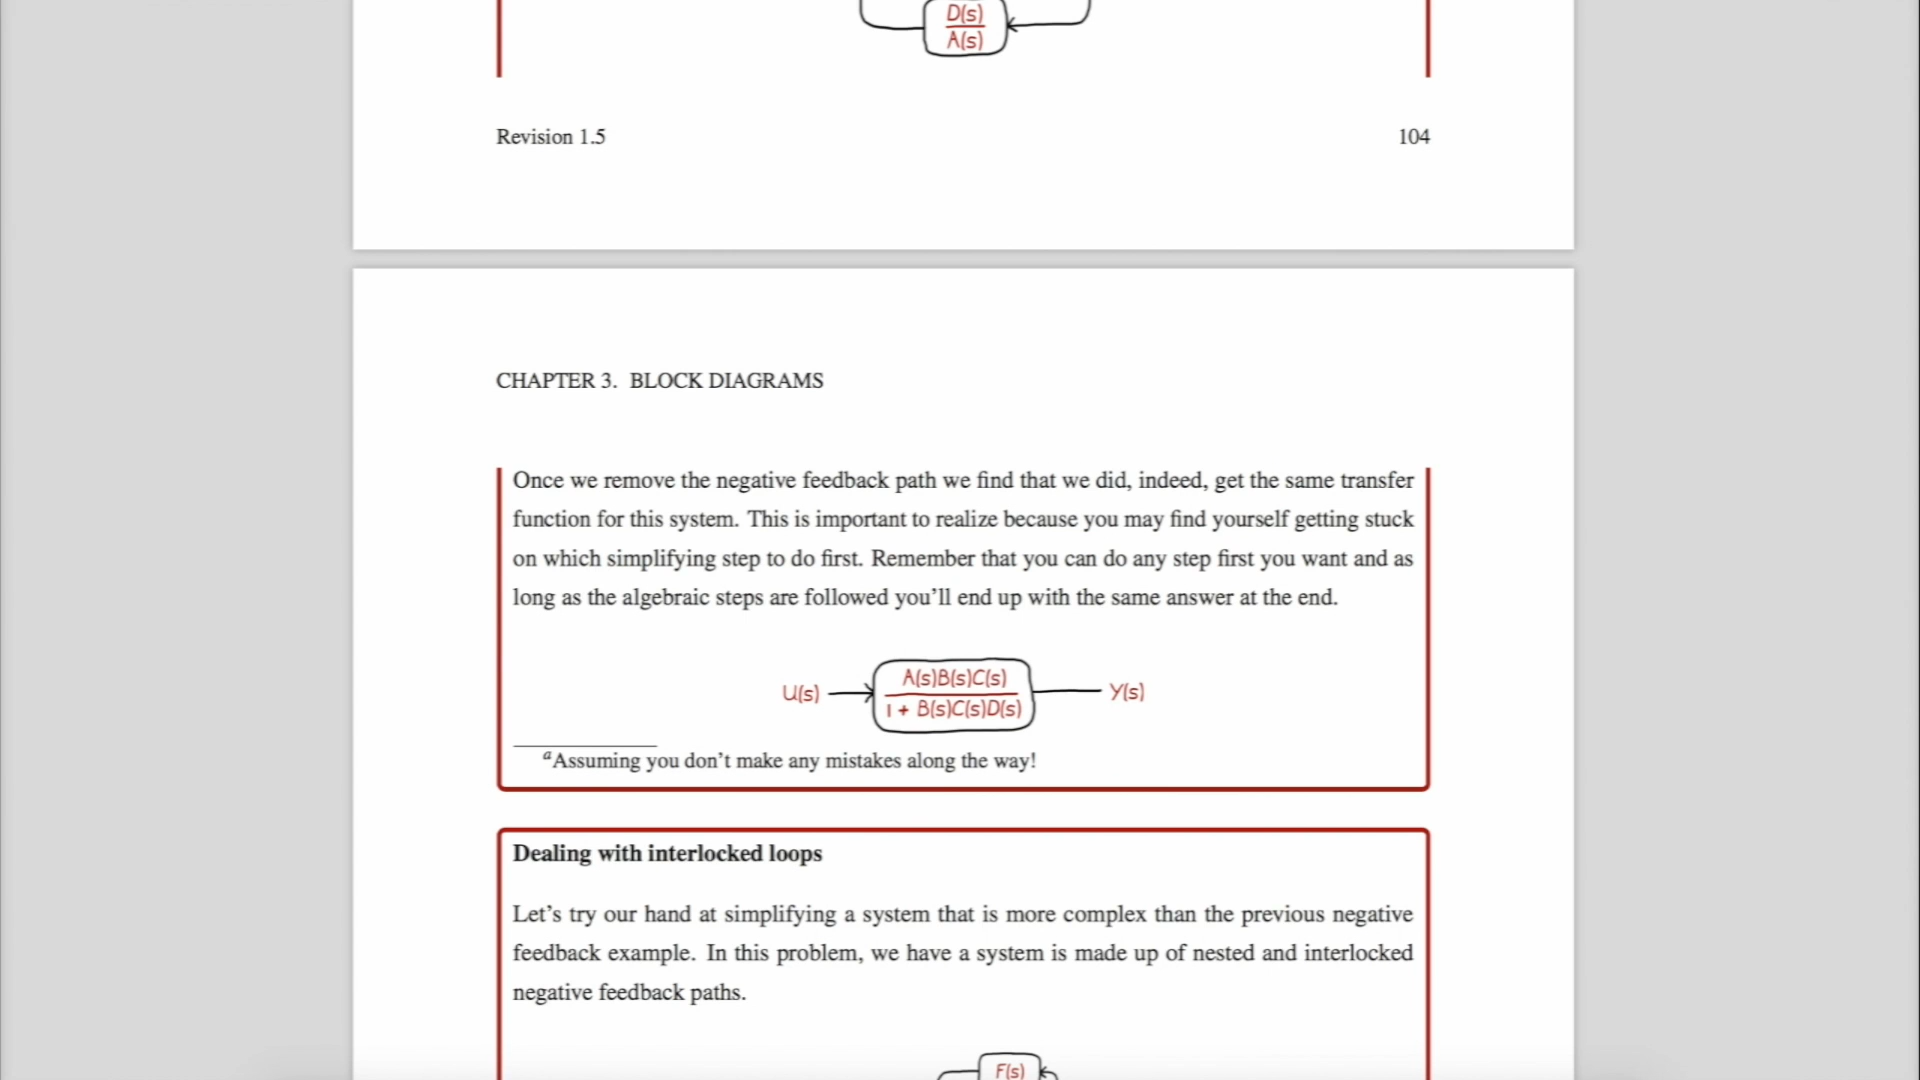 D(s)
A(s)
Revision 1.5 104
CHAPTER 3. BLOCK DIAGRAMS
Once we remove the negative feedback path we find that we did, indeed, get the same transfer
function for this system. This is important to realize because you may find yourself getting stuck
on which simplifying step to do first. Remember that you can do any step first you want and as
long as the algebraic steps are followed you'll end up with the same answer at the end.
A(s)B(s)C(s)
U(s) Y(s)
1 + B(s)C(s)D(s)
aAssuming you don't make any mistakes along the way!
Dealing with interlocked loops
Let's try our hand at simplifying a system that is more complex than the previous negative
feedback example. In this problem, we have a system is made up of nested and interlocked
negative feedback paths.
F(s)